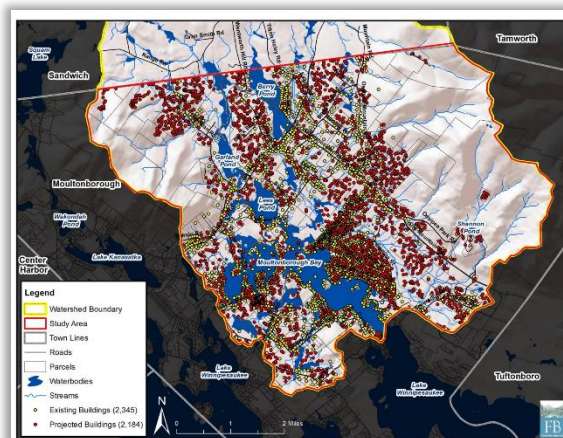 Squam
Lake
Sandwich
Tamworth
Berry
Pond
Garland
Pond
Moultonborough
Wakondah
Pond
Lees
Pond
Shannon
Pond
Center
Harbor
Lake Kanasatka
Moultonborough Bay
Lake
Winnipesaukee
Lake
Winnipesaukee
Tuftonboro
Legend
Watershed Boundary
Study Area
Town Lines
Roads
Parcels
Waterbodies
Streams
Existing Buildings (2,345)
Projected Buildings (2,184)
N
0 1 2 Miles
FB